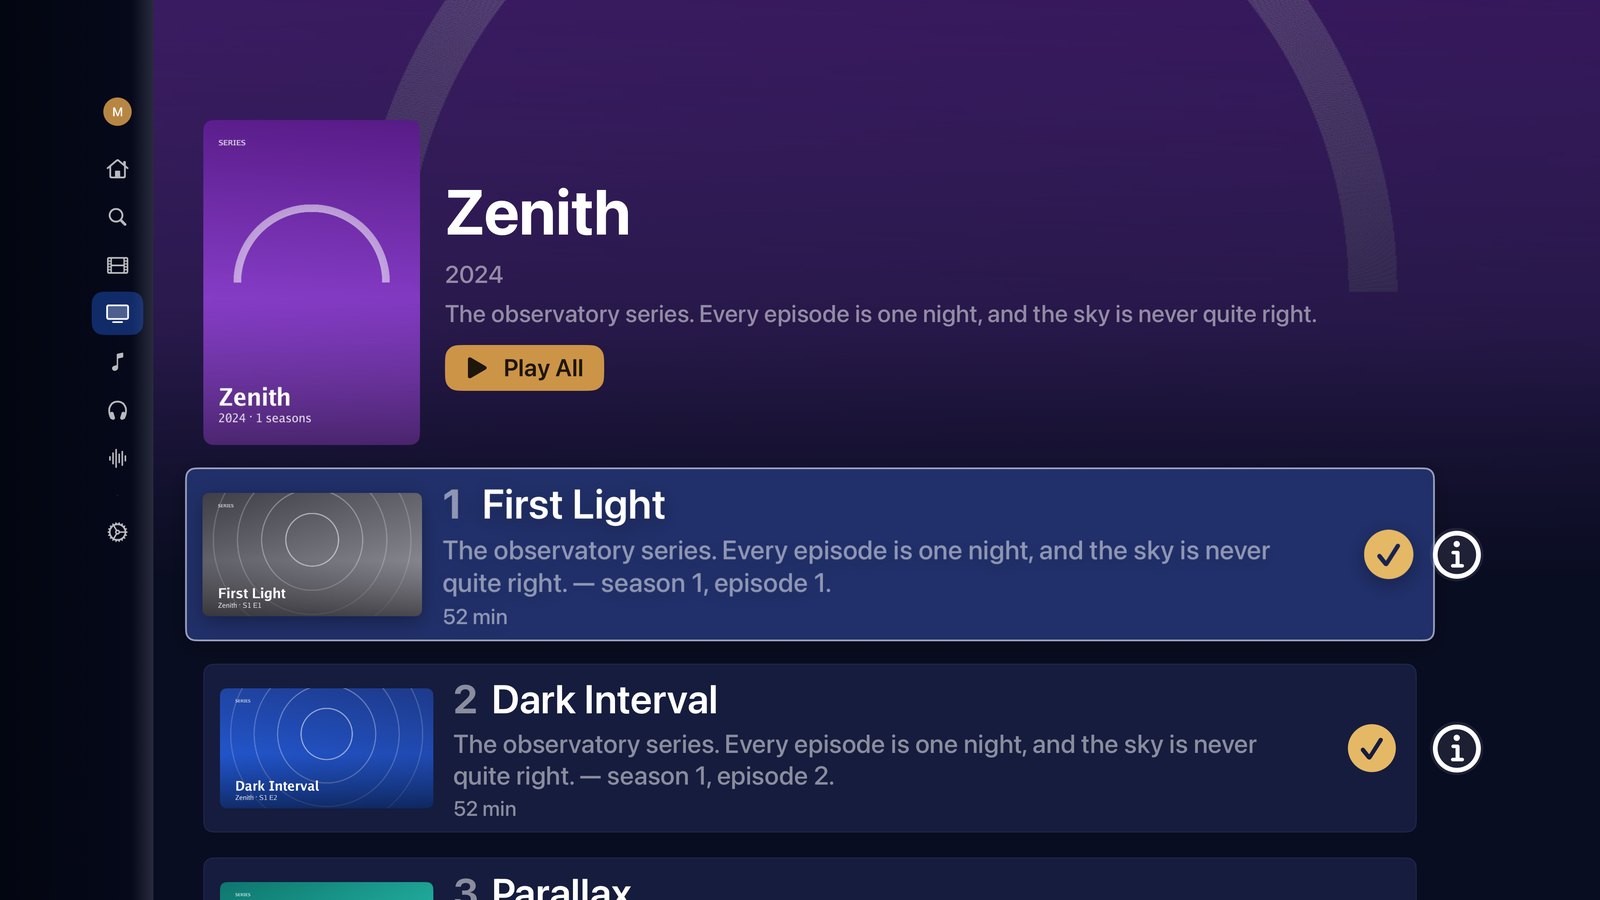 M
SERIES
Zenith
2024 · 1 seasons
Zenith
2024
The observatory series. Every episode is one night, and the sky is never quite right.
Play All
SERIES
First Light
Zenith · S1 E1
1 First Light
The observatory series. Every episode is one night, and the sky is never
quite right. — season 1, episode 1.
52 min
SERIES
Dark Interval
Zenith · S1 E2
2 Dark Interval
The observatory series. Every episode is one night, and the sky is never
quite right. — season 1, episode 2.
52 min
SERIES
3 Parallax